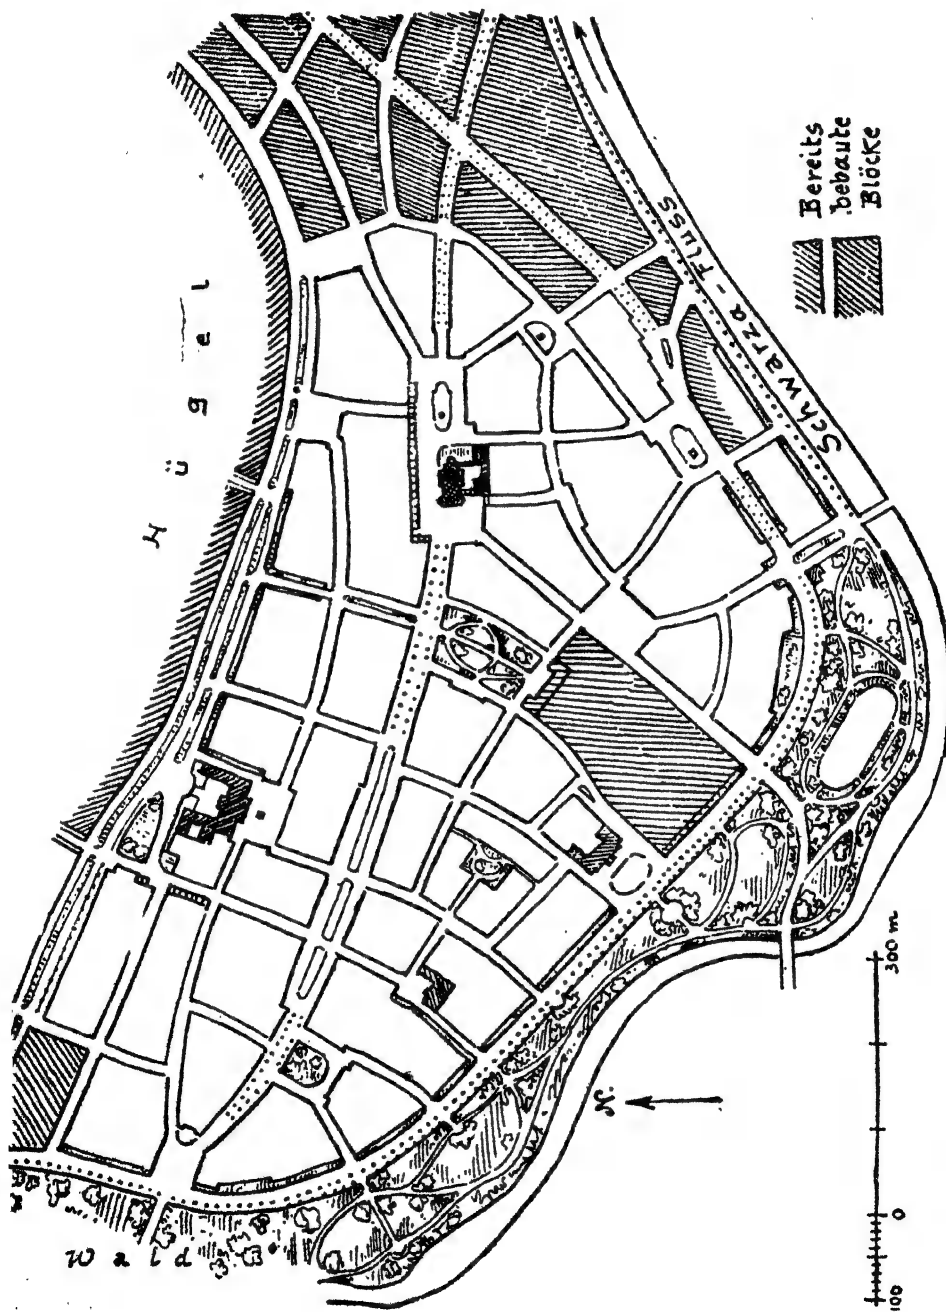 Hügel
Bereits
bebaute
Blöcke
Schwarza-Fluss
Wald
N.
300 m
0
100